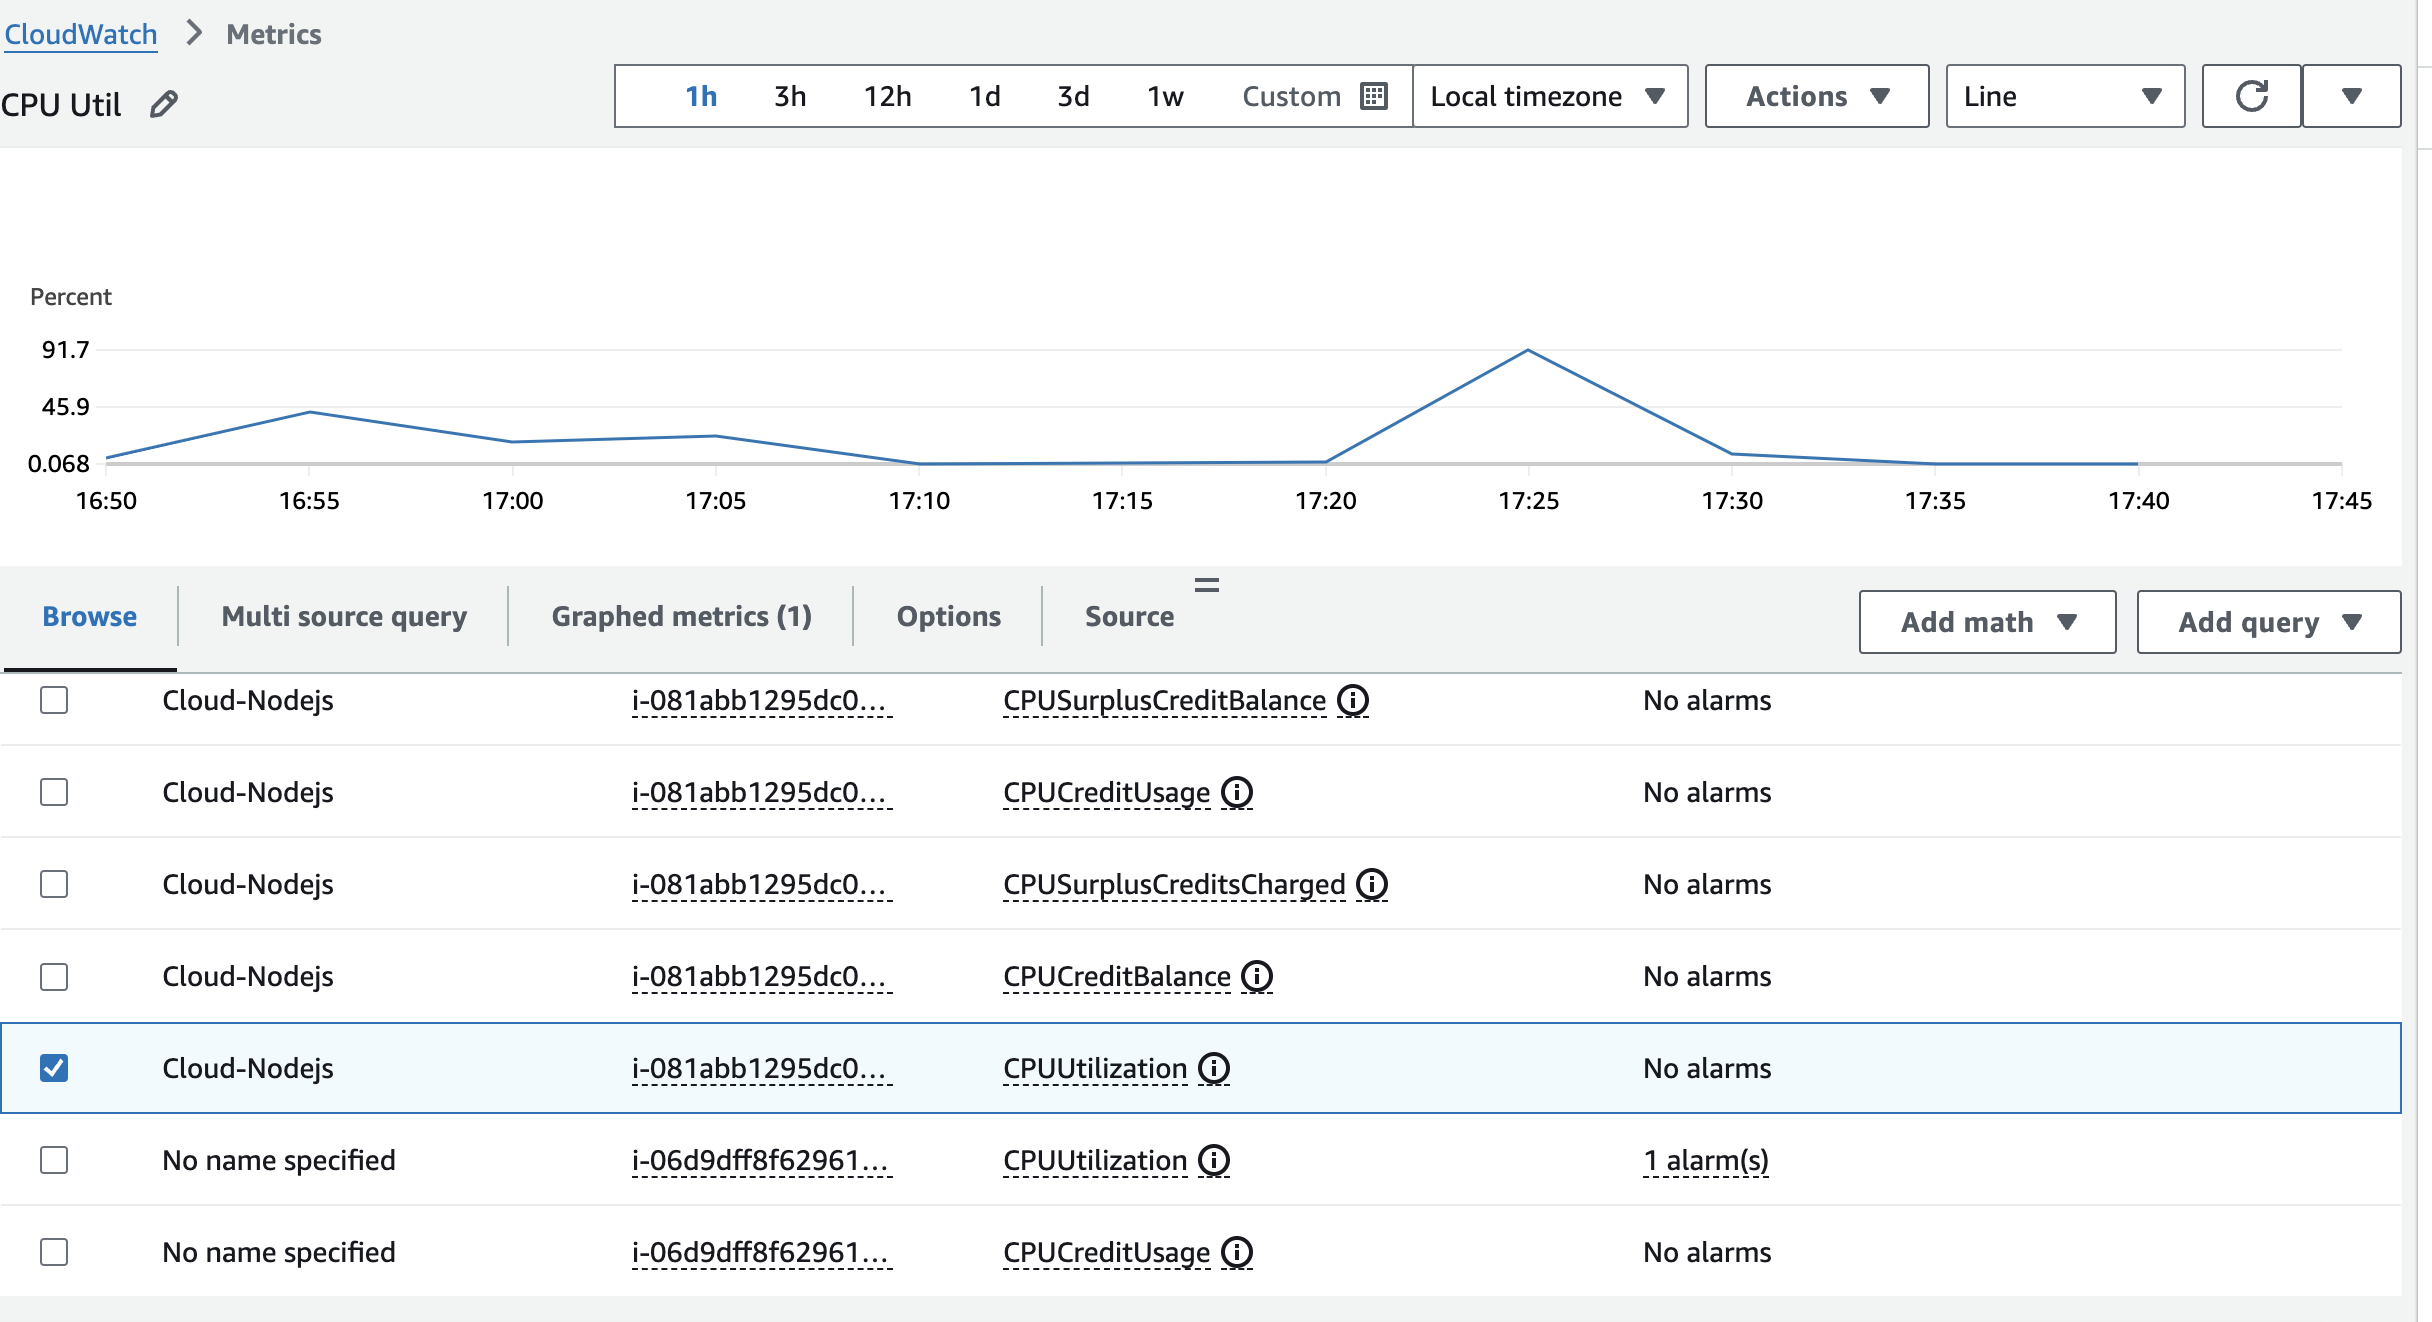 CloudWatch > Metrics
CPU Util
1h 3h 12h 1d 3d 1w Custom Local timezone Actions Line
Percent
91.7
45.9
0.068
16:50 16:55 17:00 17:05 17:10 17:15 17:20 17:25 17:30 17:35 17:40 17:45
Browse Multi source query Graphed metrics (1) Options Source Add math Add query
Cloud-Nodejs i-081abb1295dc0... CPUSurplusCreditBalance No alarms
Cloud-Nodejs i-081abb1295dc0... CPUCreditUsage No alarms
Cloud-Nodejs i-081abb1295dc0... CPUSurplusCreditsCharged No alarms
Cloud-Nodejs i-081abb1295dc0... CPUCreditBalance No alarms
Cloud-Nodejs i-081abb1295dc0... CPUUtilization No alarms
No name specified i-06d9dff8f62961... CPUUtilization 1 alarm(s)
No name specified i-06d9dff8f62961... CPUCreditUsage No alarms